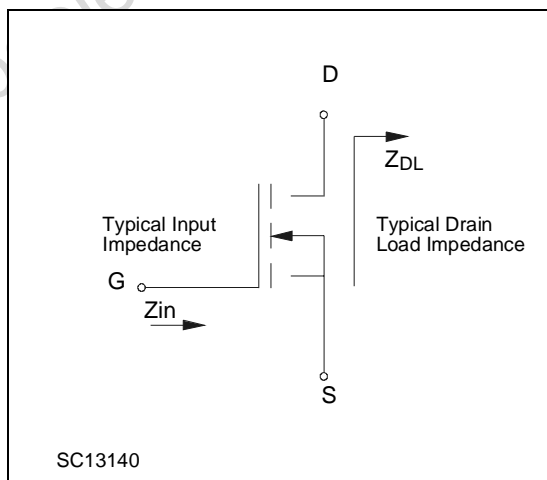 D
Z_DL
Typical Input
Impedance
Typical Drain
Load Impedance
G
Zin
S
SC13140